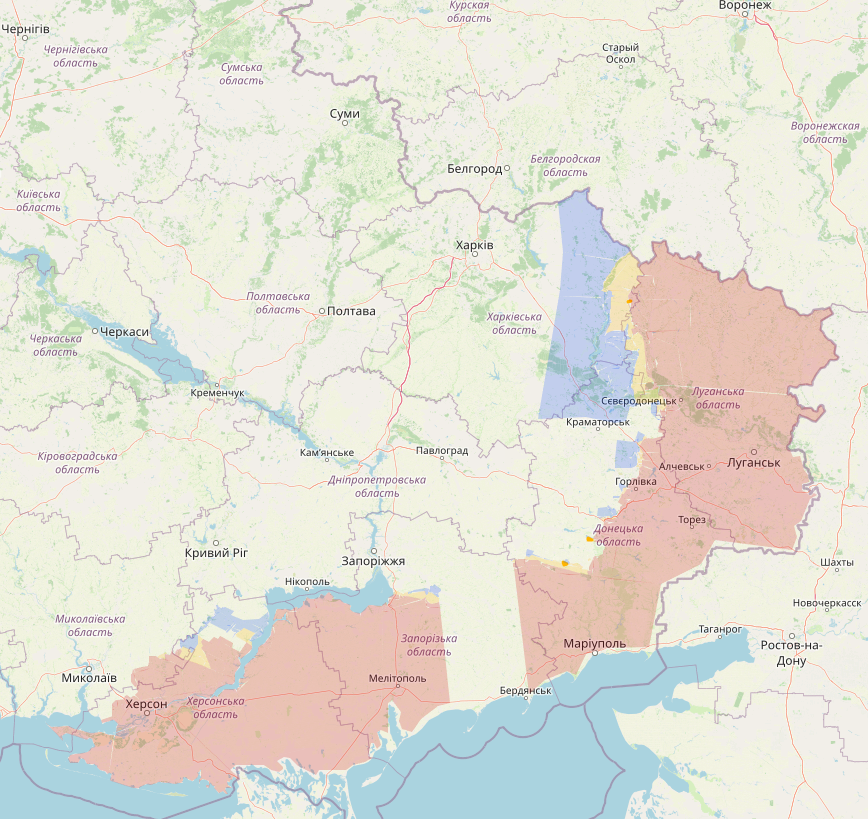 Курская
область
Воронеж
Чернігів
Чернігівська
область
Старый
Оскол
Сумська
область
Суми
Воронежская
область
Белгород
Белгородская
область
Київська
область
Харків
Полтавська
область
Полтава
Харківська
область
Черкаси
Черкаська
область
Кременчук
Сєвєродонецьк
Луганська
область
Краматорськ
Кам'янське
Павлоград
Кіровоградська
область
Алчевськ
Луганськ
Дніпропетровська
область
Горлівка
Торез
Донецька
область
Кривий Ріг
Запоріжжя
Шахты
Нікополь
Новочеркасск
Миколаївська
область
Таганрог
Запорізька
область
Маріуполь
Ростов-на-
Дону
Миколаїв
Мелітополь
Бердянськ
Херсон
Херсонська
область